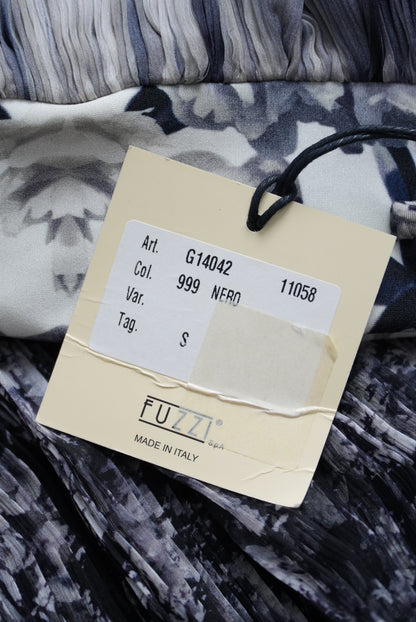 Art. G14042 11058
Col. 999 NERO
Var.
Tag. S
FUZZI®
SpA
MADE IN ITALY